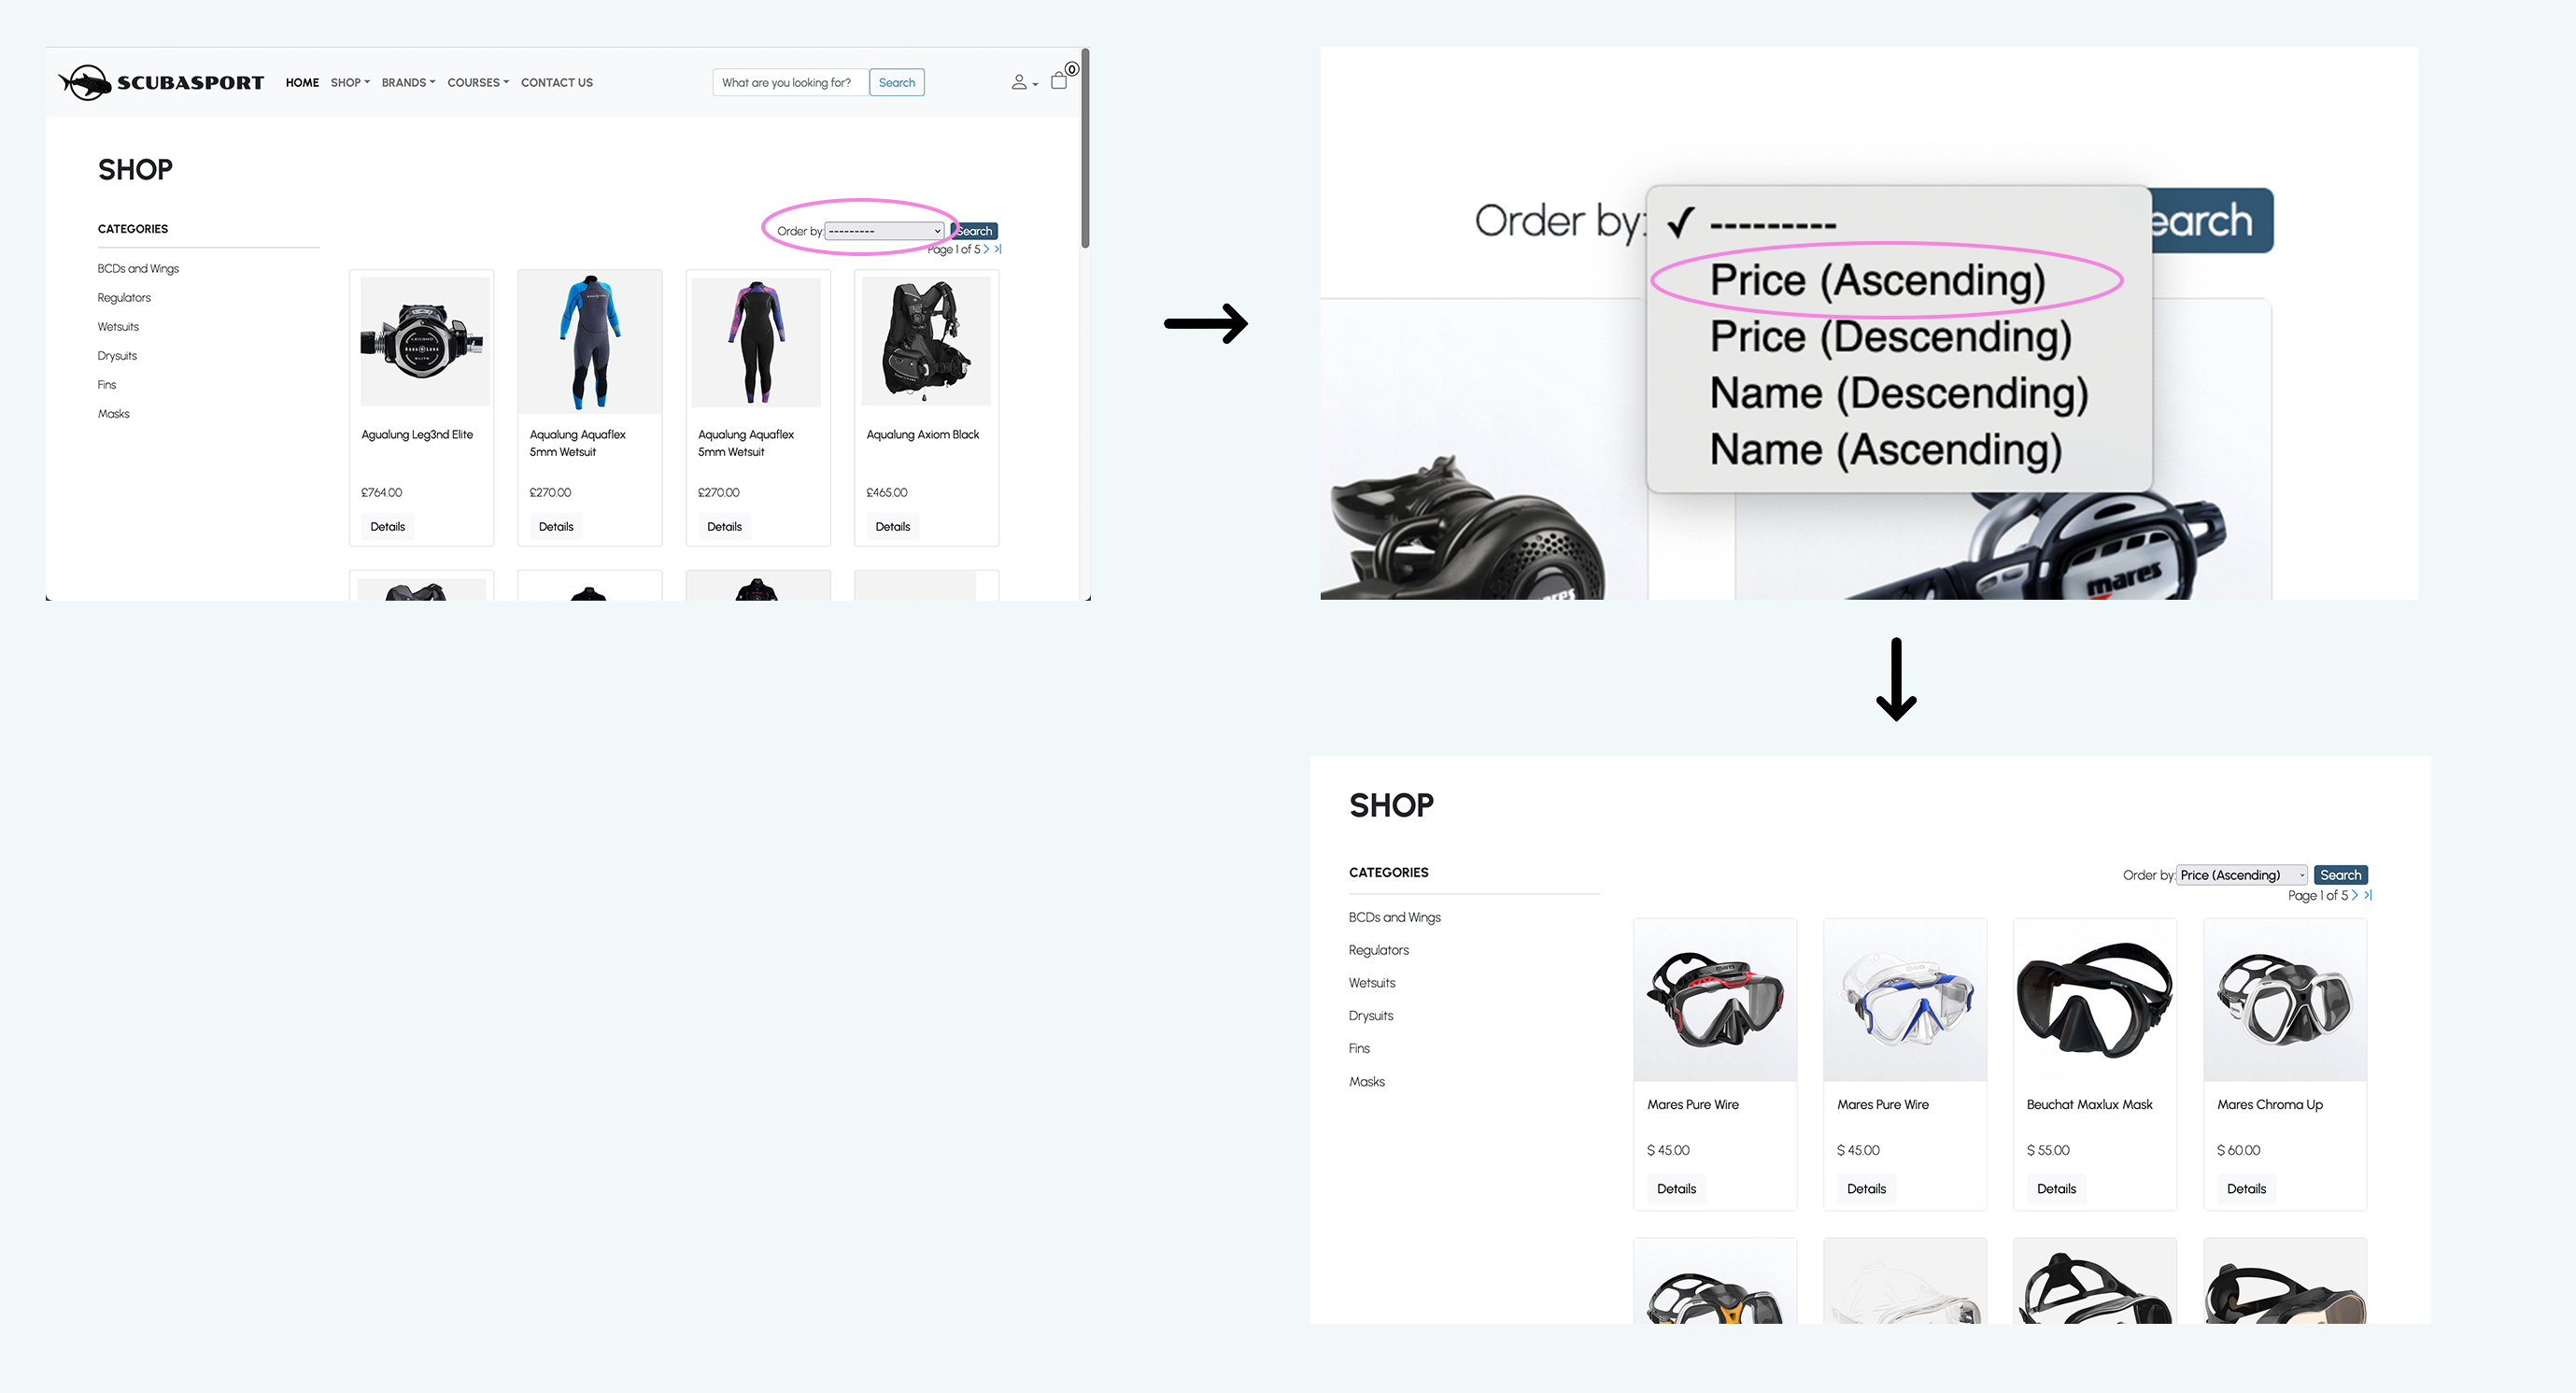 SCUBASPORT HOME SHOP BRANDS COURSES CONTACT US What are you looking for? Search 0
SHOP
CATEGORIES
BCDs and Wings
Regulators
Wetsuits
Drysuits
Fins
Masks
Order by: --------- Search
Page 1 of 5
Agualung Leg3nd Elite
£764.00
Details
Aqualung Aquaflex
5mm Wetsuit
£270.00
Details
Aqualung Aquaflex
5mm Wetsuit
£270.00
Details
Aqualung Axiom Black
£465.00
Details
Order by: --------- earch
Price (Ascending)
Price (Descending)
Name (Descending)
Name (Ascending)
mares
mares
SHOP
CATEGORIES
BCDs and Wings
Regulators
Wetsuits
Drysuits
Fins
Masks
Order by: Price (Ascending) Search
Page 1 of 5
Mares Pure Wire
$ 45.00
Details
Mares Pure Wire
$ 45.00
Details
Beuchat Maxlux Mask
$ 55.00
Details
Mares Chroma Up
$ 60.00
Details